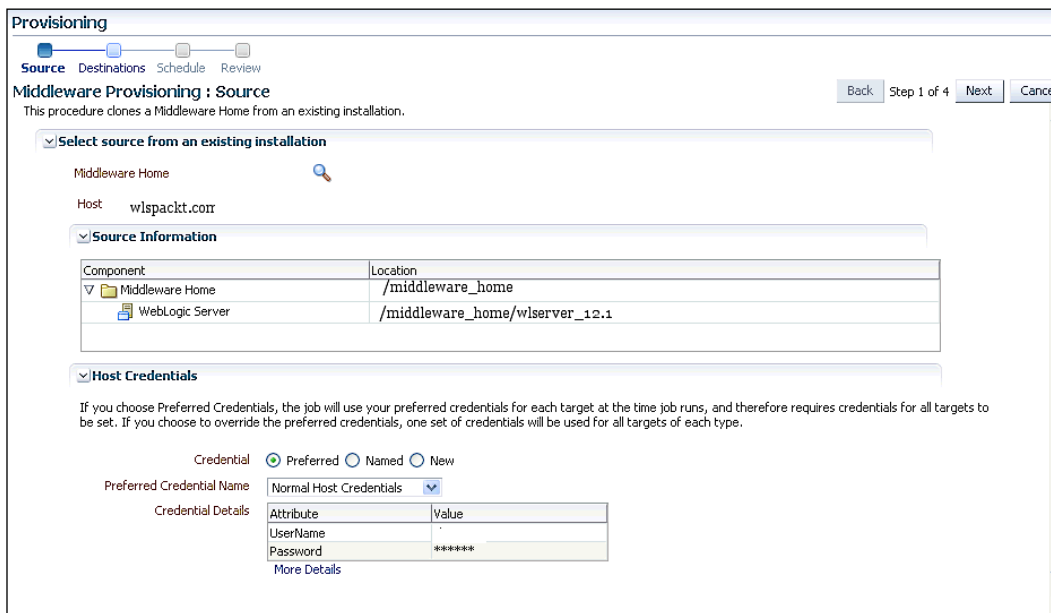 Provisioning
Source Destinations Schedule Review
Middleware Provisioning : Source
Back Step 1 of 4 Next Cance
This procedure clones a Middleware Home from an existing installation.
Select source from an existing installation
Middleware Home
Host wlspackt.com
Source Information
Component Location
Middleware Home /middleware_home
WebLogic Server /middleware_home/wlserver_12.1
Host Credentials
If you choose Preferred Credentials, the job will use your preferred credentials for each target at the time job runs, and therefore requires credentials for all targets to
be set. If you choose to override the preferred credentials, one set of credentials will be used for all targets of each type.
Credential Preferred Named New
Preferred Credential Name Normal Host Credentials
Credential Details Attribute Value
UserName
Password ******
More Details